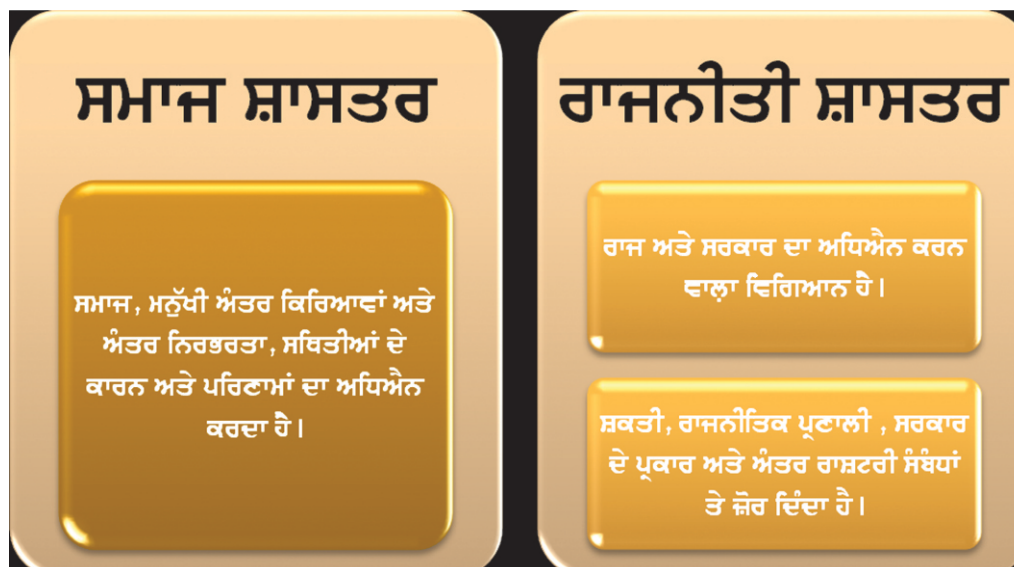 ਸਮਾਜ ਸ਼ਾਸਤਰ
ਸਮਾਜ, ਮਨੁੱਖੀ ਅੰਤਰ ਕਿਰਿਆਵਾਂ ਅਤੇ
ਅੰਤਰ ਨਿਰਭਰਤਾ, ਸਥਿਤੀਆਂ ਦੇ
ਕਾਰਨ ਅਤੇ ਪਰਿਣਾਮਾਂ ਦਾ ਅਧਿਐਨ
ਕਰਦਾ ਹੈ।
ਰਾਜਨੀਤੀ ਸ਼ਾਸਤਰ
ਰਾਜ ਅਤੇ ਸਰਕਾਰ ਦਾ ਅਧਿਐਨ ਕਰਨ
ਵਾਲ਼ਾ ਵਿਗਿਆਨ ਹੈ।
ਸ਼ਕਤੀ, ਰਾਜਨੀਤਿਕ ਪ੍ਰਣਾਲੀ , ਸਰਕਾਰ
ਦੇ ਪ੍ਰਕਾਰ ਅਤੇ ਅੰਤਰ ਰਾਸ਼ਟਰੀ ਸੰਬੰਧਾਂ
ਤੇ ਜ਼ੋਰ ਦਿੰਦਾ ਹੈ।